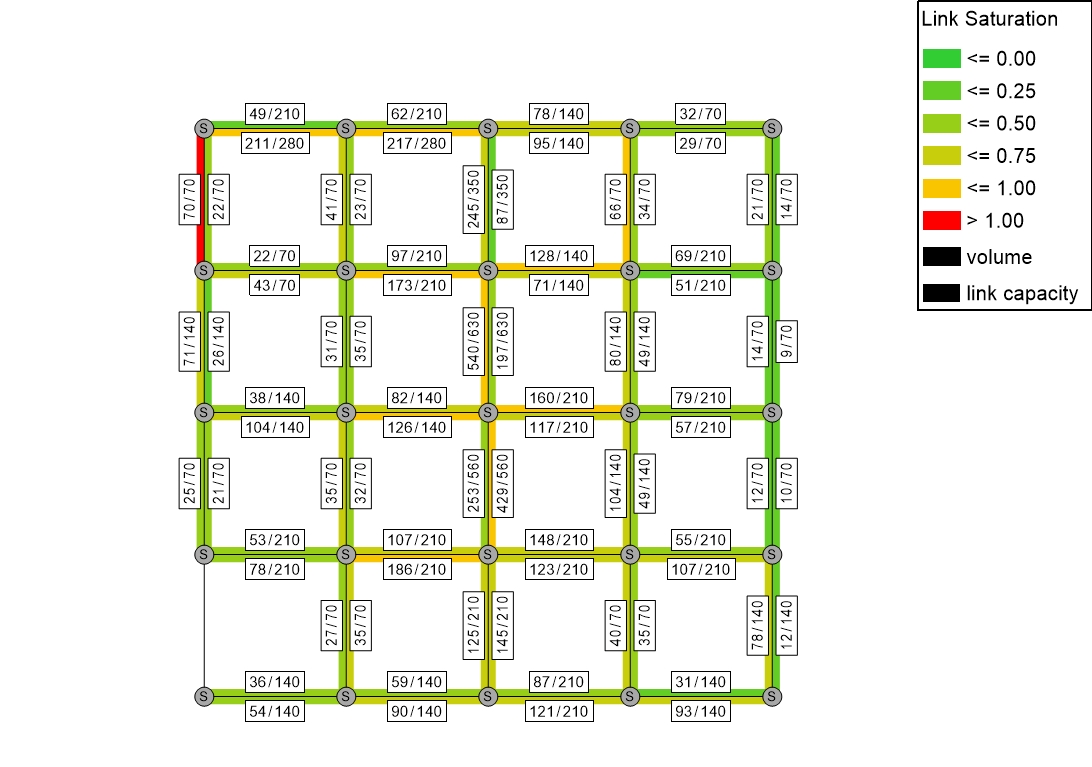 Link Saturation
<= 0.00
<= 0.25
<= 0.50
<= 0.75
<= 1.00
> 1.00
volume
link capacity
49/210 62/210 78/140 32/70
S S S S S
211/280 217/280 95/140 29/70
70/70 22/70 41/70 23/70 245/350 87/350 66/70 34/70 21/70 14/70
22/70 97/210 128/140 69/210
S S S S S
43/70 173/210 71/140 51/210
71/140 26/140 31/70 35/70 540/630 197/630 80/140 49/140 14/70 9/70
38/140 82/140 160/210 79/210
S S S S S
104/140 126/140 117/210 57/210
25/70 21/70 35/70 32/70 253/560 429/560 104/140 49/140 12/70 10/70
53/210 107/210 148/210 55/210
S S S S S
78/210 186/210 123/210 107/210
27/70 35/70 125/210 145/210 40/70 35/70 78/140 12/140
36/140 59/140 87/210 31/140
S S S S S
54/140 90/140 121/210 93/140